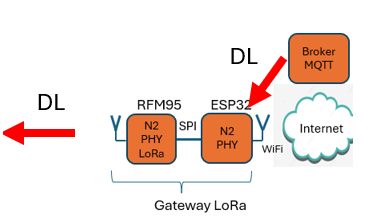 Broker
MQTT
DL
DL
RFM95
ESP32
N2
PHY
LoRa
SPI
N2
PHY
WiFi
Internet
Gateway LoRa